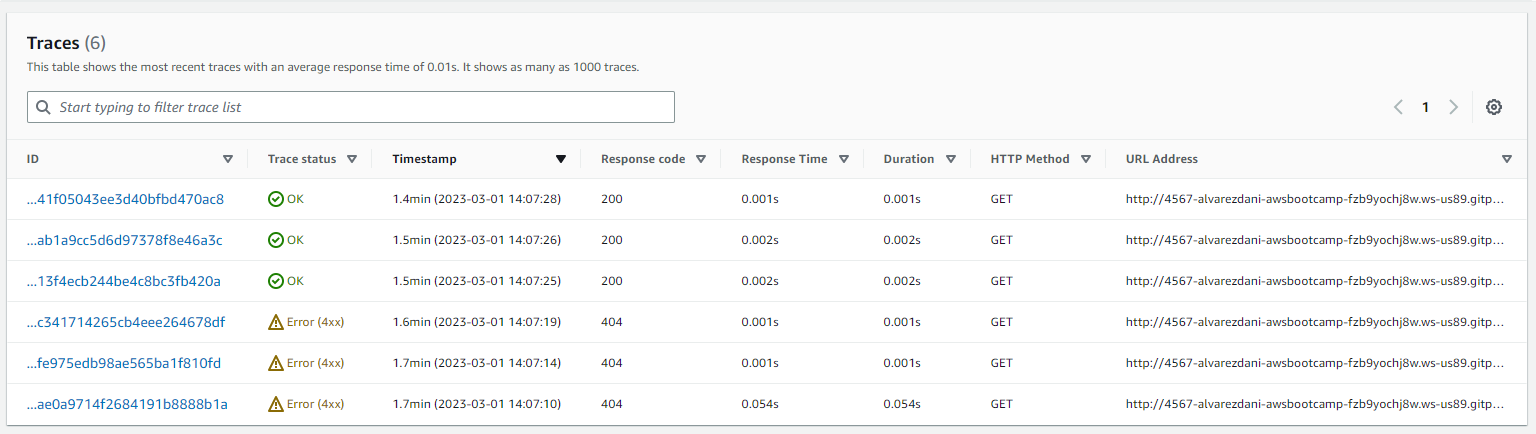 Traces (6)
This table shows the most recent traces with an average response time of 0.01s. It shows as many as 1000 traces.
Start typing to filter trace list
1
ID Trace status Timestamp Response code Response Time Duration HTTP Method URL Address
...41f05043ee3d40bfbd470ac8 OK 1.4min (2023-03-01 14:07:28) 200 0.001s 0.001s GET http://4567-alvarezdani-awsbootcamp-fzb9yochj8w.ws-us89.gitp...
...ab1a9cc5d6d97378f8e46a3c OK 1.5min (2023-03-01 14:07:26) 200 0.002s 0.002s GET http://4567-alvarezdani-awsbootcamp-fzb9yochj8w.ws-us89.gitp...
...13f4ecb244be4c8bc3fb420a OK 1.5min (2023-03-01 14:07:25) 200 0.002s 0.002s GET http://4567-alvarezdani-awsbootcamp-fzb9yochj8w.ws-us89.gitp...
...c341714265cb4eee264678df Error (4xx) 1.6min (2023-03-01 14:07:19) 404 0.001s 0.001s GET http://4567-alvarezdani-awsbootcamp-fzb9yochj8w.ws-us89.gitp...
...fe975edb98ae565ba1f810fd Error (4xx) 1.7min (2023-03-01 14:07:14) 404 0.001s 0.001s GET http://4567-alvarezdani-awsbootcamp-fzb9yochj8w.ws-us89.gitp...
...ae0a9714f2684191b8888b1a Error (4xx) 1.7min (2023-03-01 14:07:10) 404 0.054s 0.054s GET http://4567-alvarezdani-awsbootcamp-fzb9yochj8w.ws-us89.gitp...